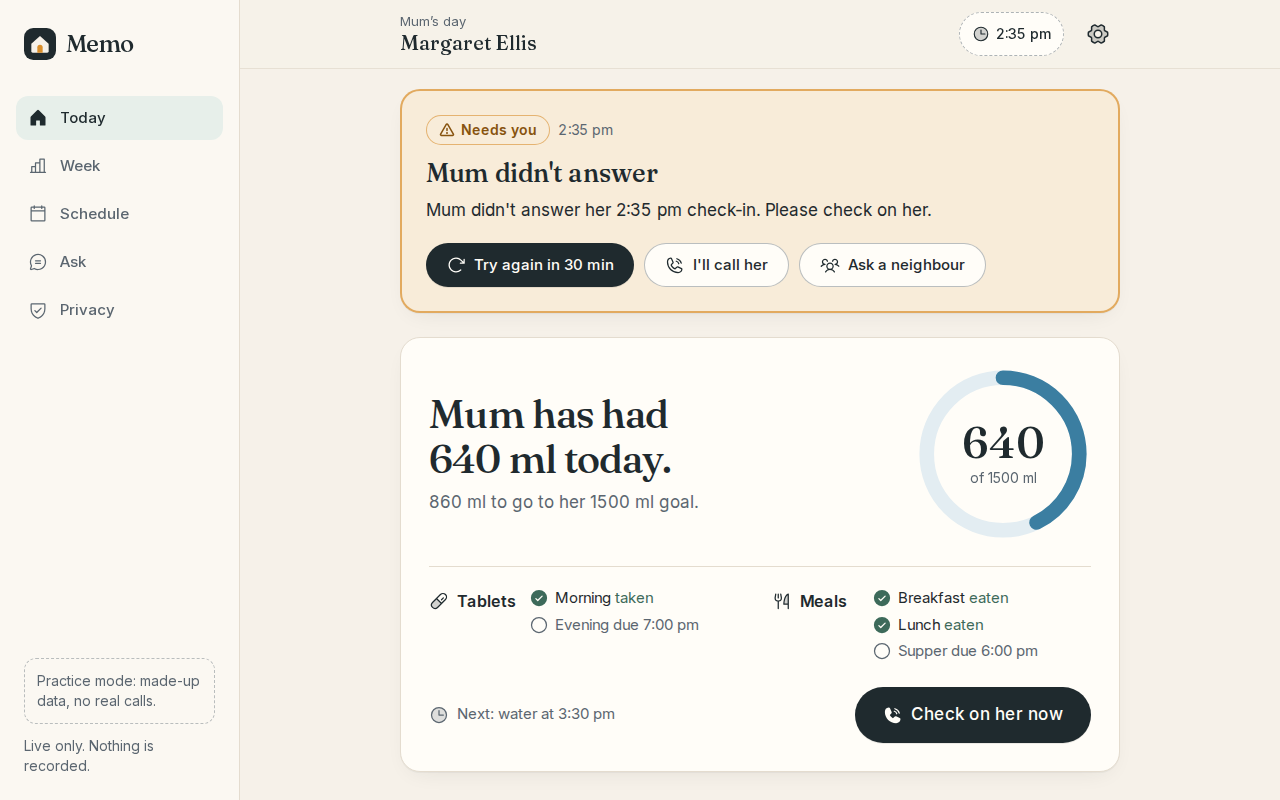 Memo
Today
Week
Schedule
Ask
Privacy
Practice mode: made-up
data, no real calls.
Live only. Nothing is
recorded.
Mum's day
Margaret Ellis
2:35 pm
Needs you 2:35 pm
Mum didn't answer
Mum didn't answer her 2:35 pm check-in. Please check on her.
Try again in 30 min
I'll call her
Ask a neighbour
Mum has had
640 ml today.
860 ml to go to her 1500 ml goal.
640
of 1500 ml
Tablets
Morning taken
Evening due 7:00 pm
Meals
Breakfast eaten
Lunch eaten
Supper due 6:00 pm
Next: water at 3:30 pm
Check on her now